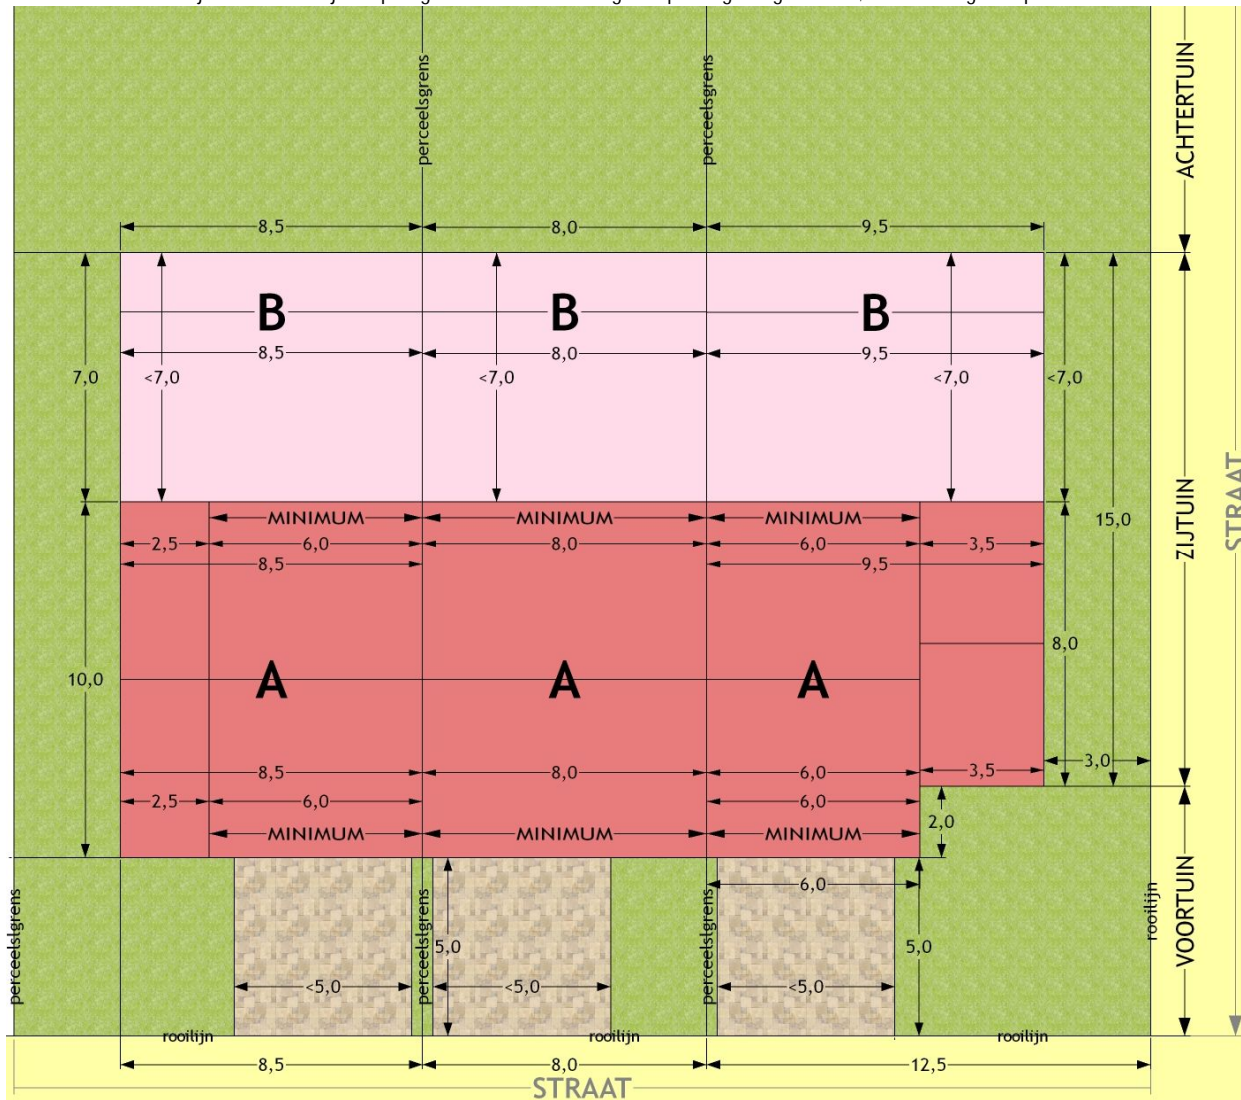 perceelsgrens
perceelsgrens
ACHTERTUIN
8,5
8,0
9,5
B
B
B
8,5
8,0
9,5
7,0
<7,0
<7,0
<7,0
<7,0
15,0
ZIJTUIN
STRAAT
MINIMUM
MINIMUM
MINIMUM
2,5
6,0
8,0
6,0
3,5
8,5
9,5
8,0
10,0
A
A
A
8,5
8,0
6,0
3,5
3,0
2,5
6,0
6,0
2,0
MINIMUM
MINIMUM
MINIMUM
6,0
perceelslgrens
perceelslgrens
perceelslgrens
rooilijn
VOORTUIN
5,0
5,0
<5,0
<5,0
<5,0
rooilijn
rooilijn
rooilijn
8,5
8,0
12,5
STRAAT